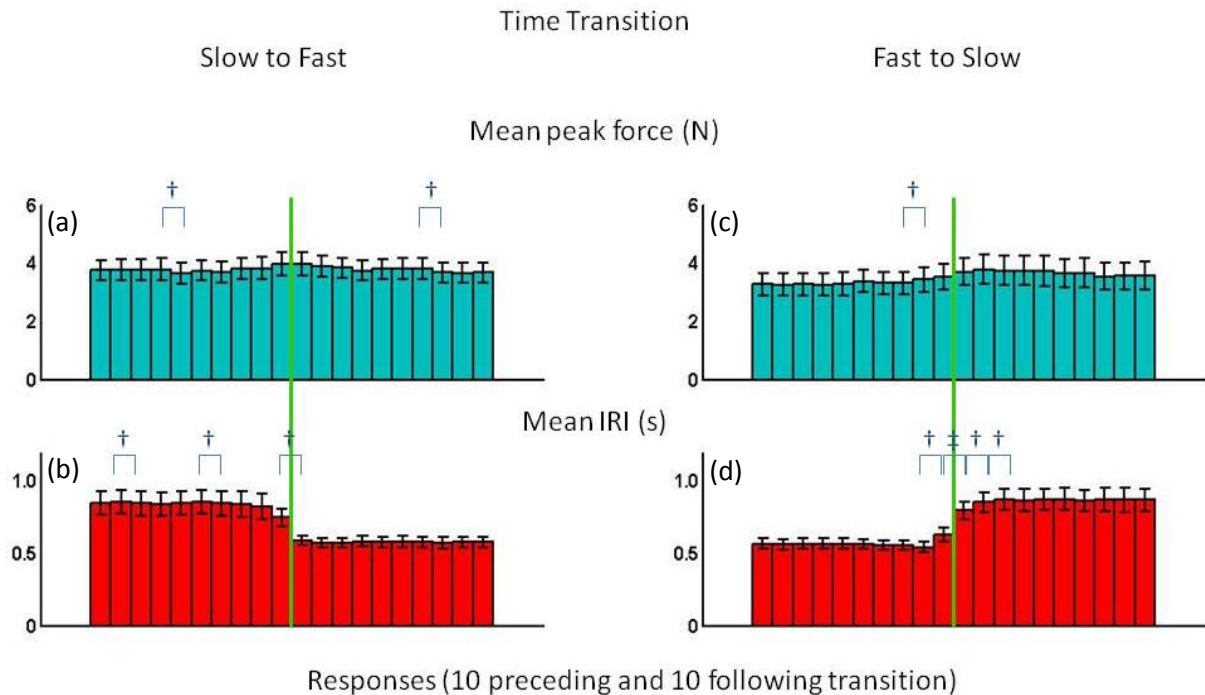 Time Transition
Slow to Fast
Fast to Slow
Mean peak force (N)
† † †
6 (a) 6 (c)
4 4
2 2
0 0
Mean IRI (s)
† † † † ‡ † †
1.0 (b) 1.0 (d)
0.5 0.5
0 0
Responses (10 preceding and 10 following transition)